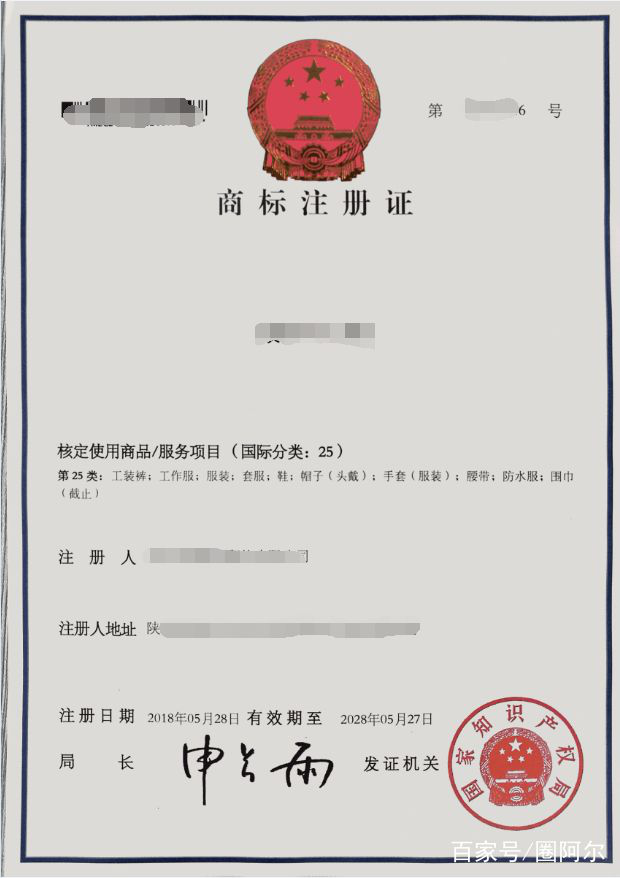 第 6 号
商标注册证
核定使用商品/服务项目（国际分类：25）
第 25 类：工装裤；工作服；服装；套服；鞋；帽子（头戴）；手套（服装）；腰带；防水服；围巾
（截止）
注 册 人
注册人地址 陕
注册日期 2018年05月28日 有效期至 2028年05月27日
局 长 申长雨 发证机关
国家知识产权局
百家号/圈阿尔